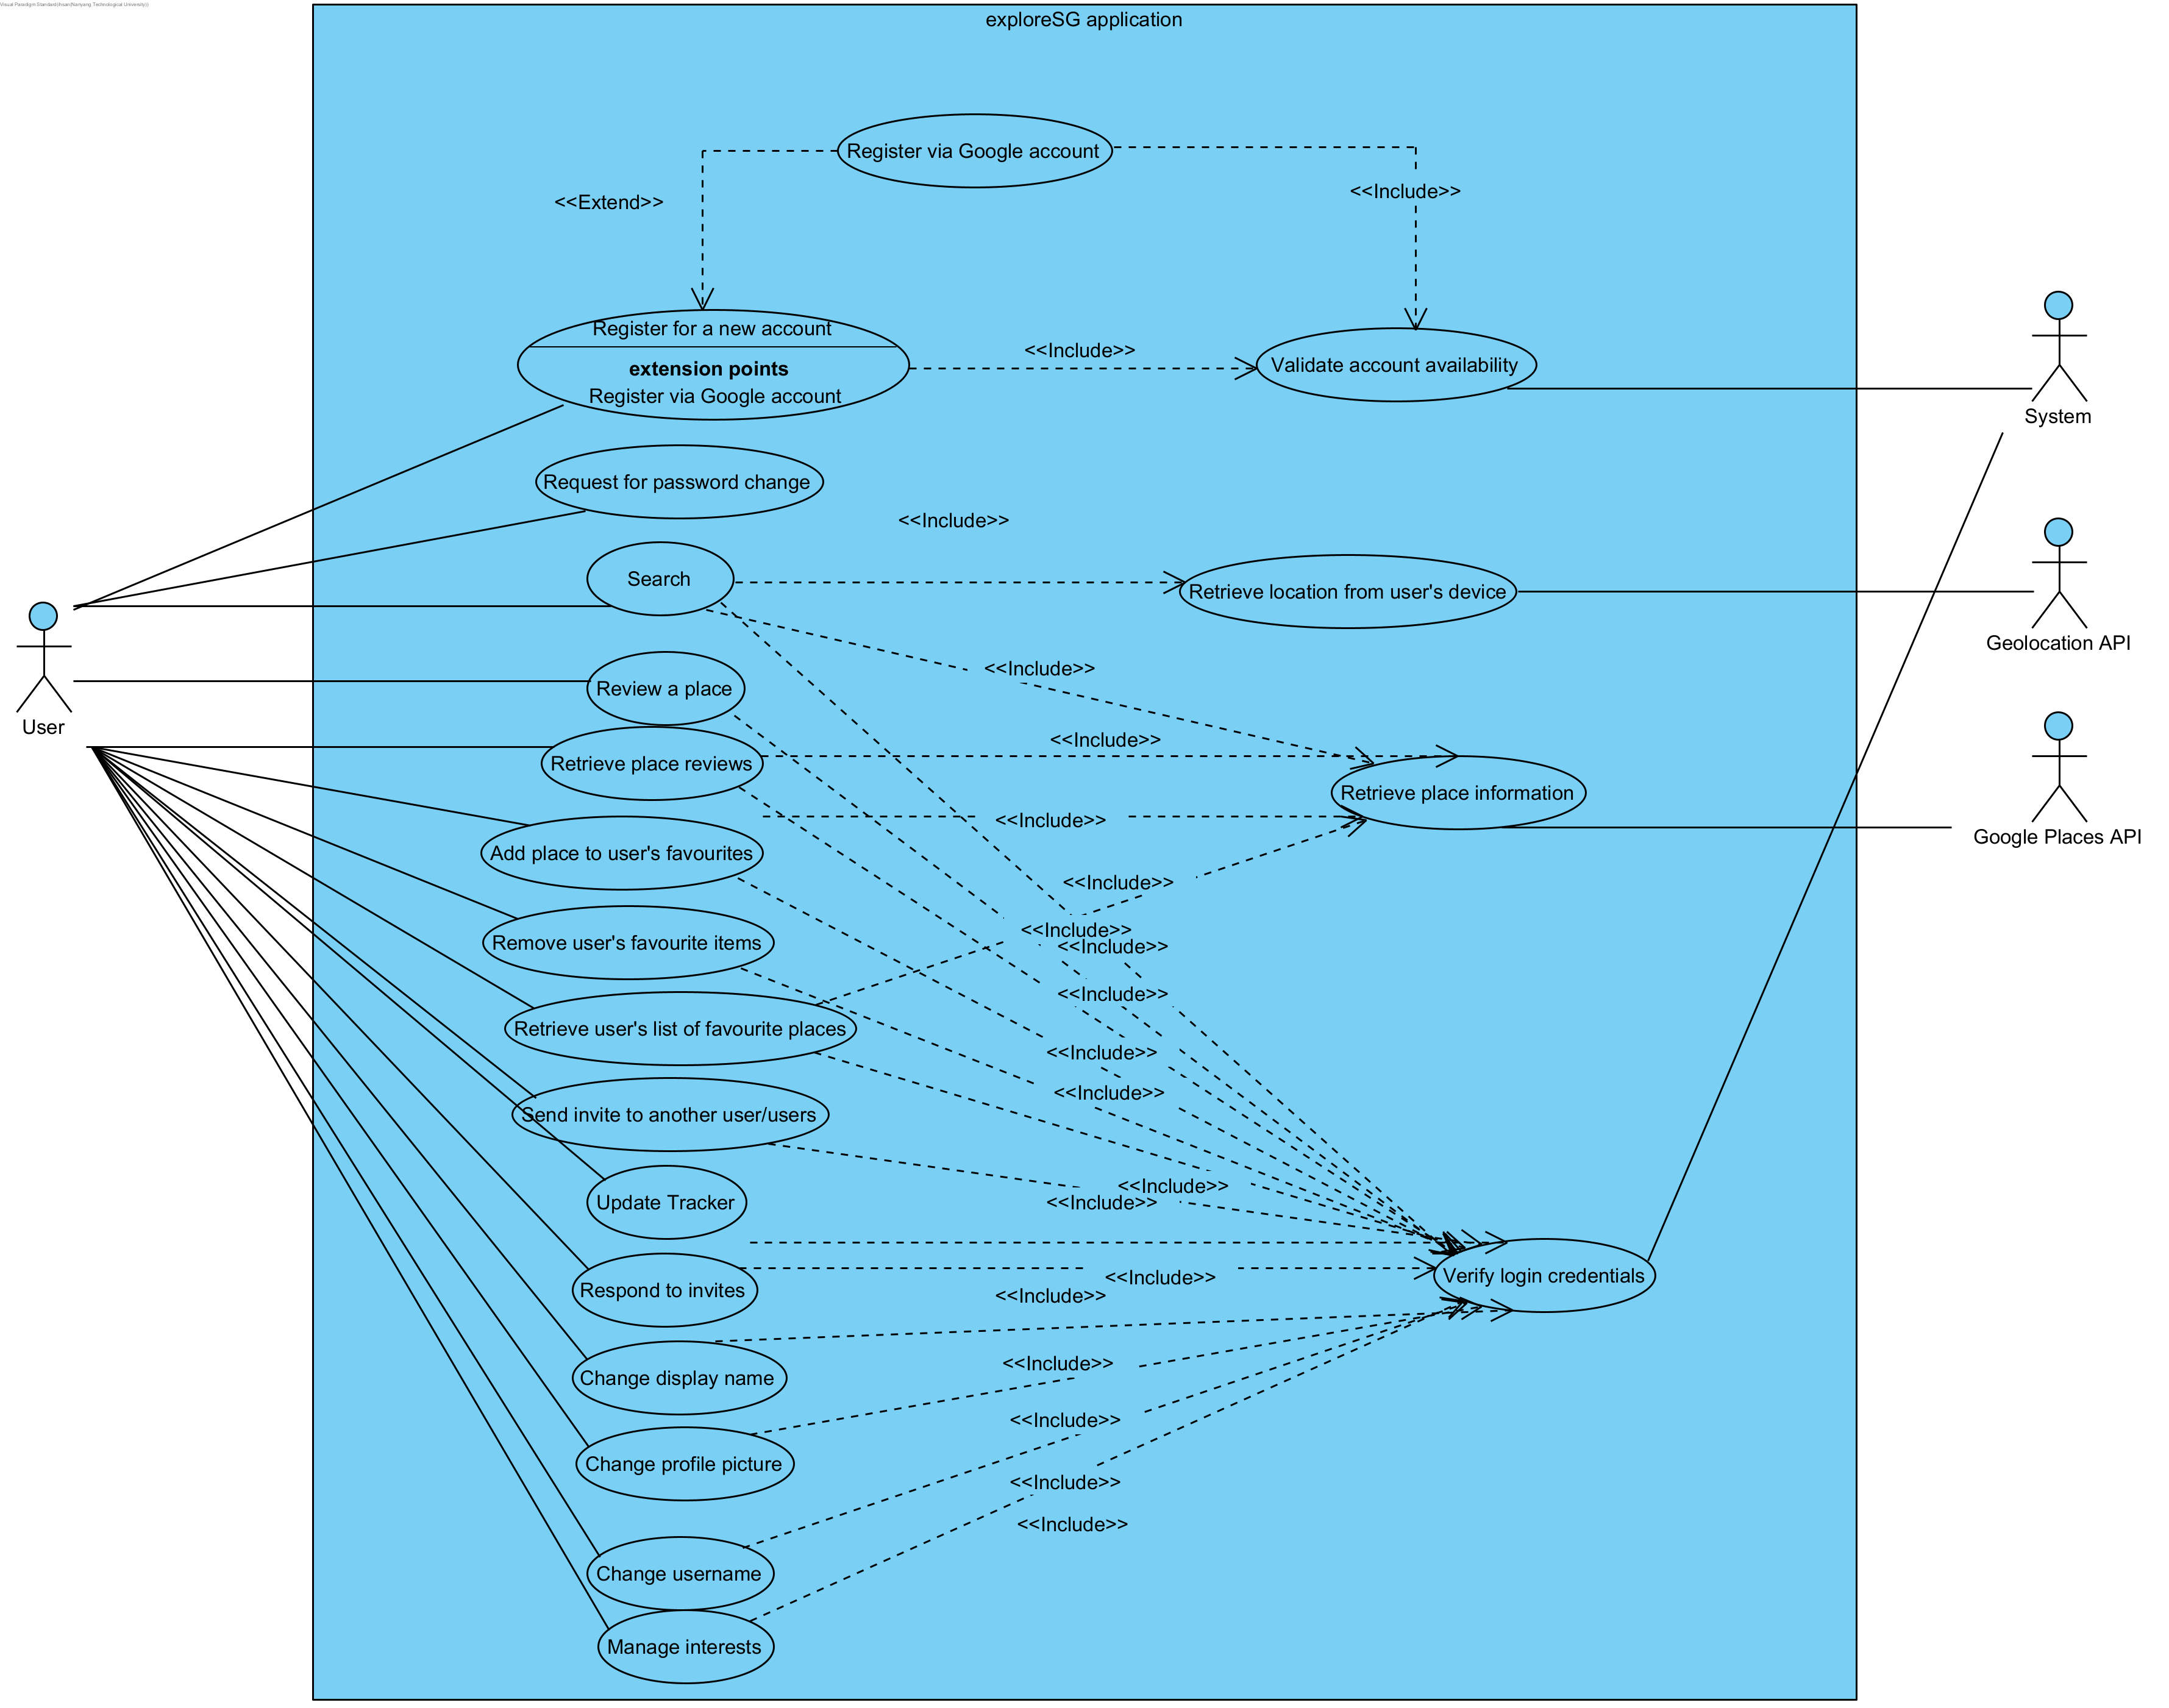 Visual Paradigm Standard(Ihsan(Nanyang Technological University))
exploreSG application
Register via Google account
<<Extend>>
<<Include>>
Register for a new account
extension points
Register via Google account
<<Include>>
Validate account availability
System
Request for password change
<<Include>>
Search
Retrieve location from user's device
Geolocation API
<<Include>>
Review a place
User
<<Include>>
Retrieve place reviews
Retrieve place information
<<Include>>
Google Places API
Add place to user's favourites
<<Include>>
<<Include>>
<<Include>>
Remove user's favourite items
<<Include>>
Retrieve user's list of favourite places
<<Include>>
<<Include>>
Send invite to another user/users
<<Include>>
<<Include>>
Update Tracker
Respond to invites
<<Include>>
Verify login credentials
<<Include>>
<<Include>>
Change display name
<<Include>>
Change profile picture
<<Include>>
<<Include>>
Change username
Manage interests